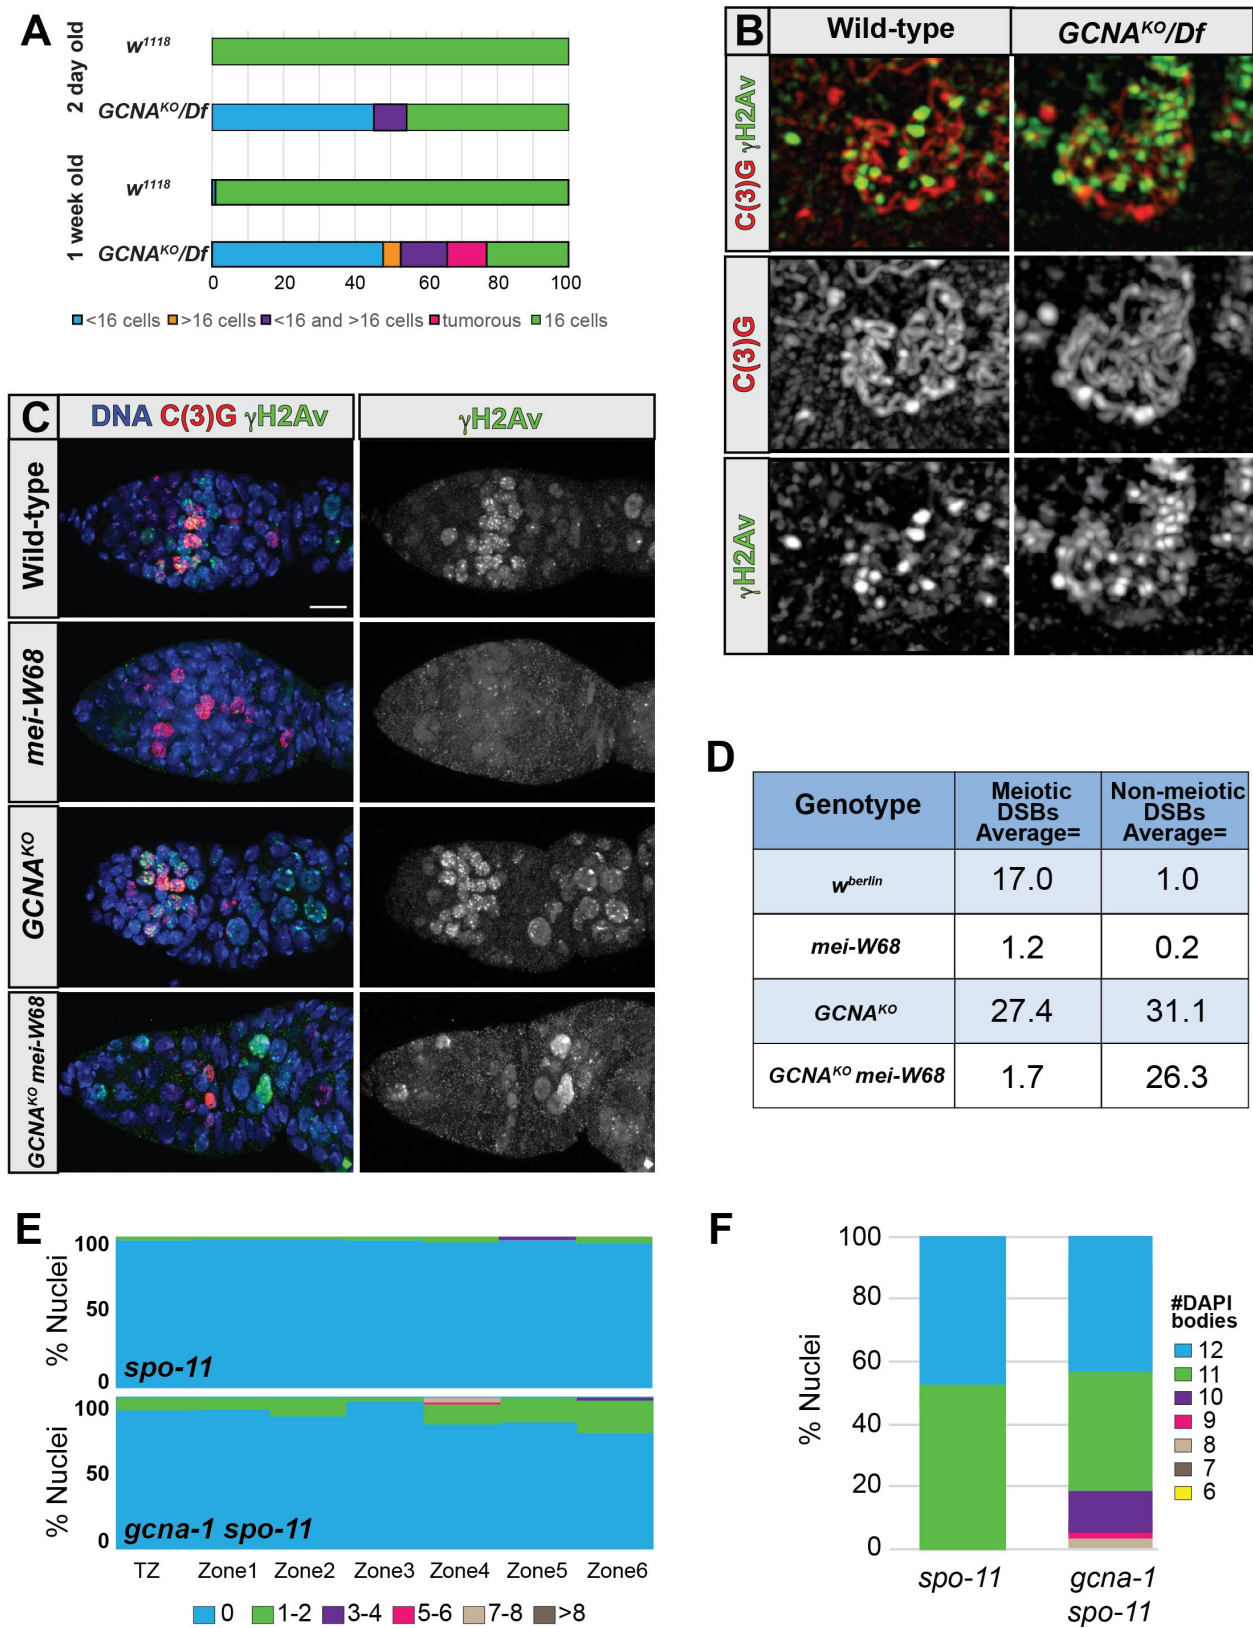 A
2 day old
w1118
GCNAKO/Df
1 week old
w1118
GCNAKO/Df
0 20 40 60 80 100
<16 cells >16 cells <16 and >16 cells tumorous 16 cells
B
Wild-type
GCNAKO/Df
C(3)G γH2Av
C(3)G
γH2Av
C
DNA C(3)G γH2Av
γH2Av
Wild-type
mei-W68
GCNAKO
GCNAKO mei-W68
D
Genotype
Meiotic
DSBs
Average=
Non-meiotic
DSBs
Average=
wberlin 17.0 1.0
mei-W68 1.2 0.2
GCNAKO 27.4 31.1
GCNAKO mei-W68 1.7 26.3
E
% Nuclei
100
50
0
spo-11
% Nuclei
100
50
0
gcna-1 spo-11
TZ Zone1 Zone2 Zone3 Zone4 Zone5 Zone6
0 1-2 3-4 5-6 7-8 >8
F
% Nuclei
100
80
60
40
20
0
spo-11
gcna-1
spo-11
#DAPI
bodies
12
11
10
9
8
7
6